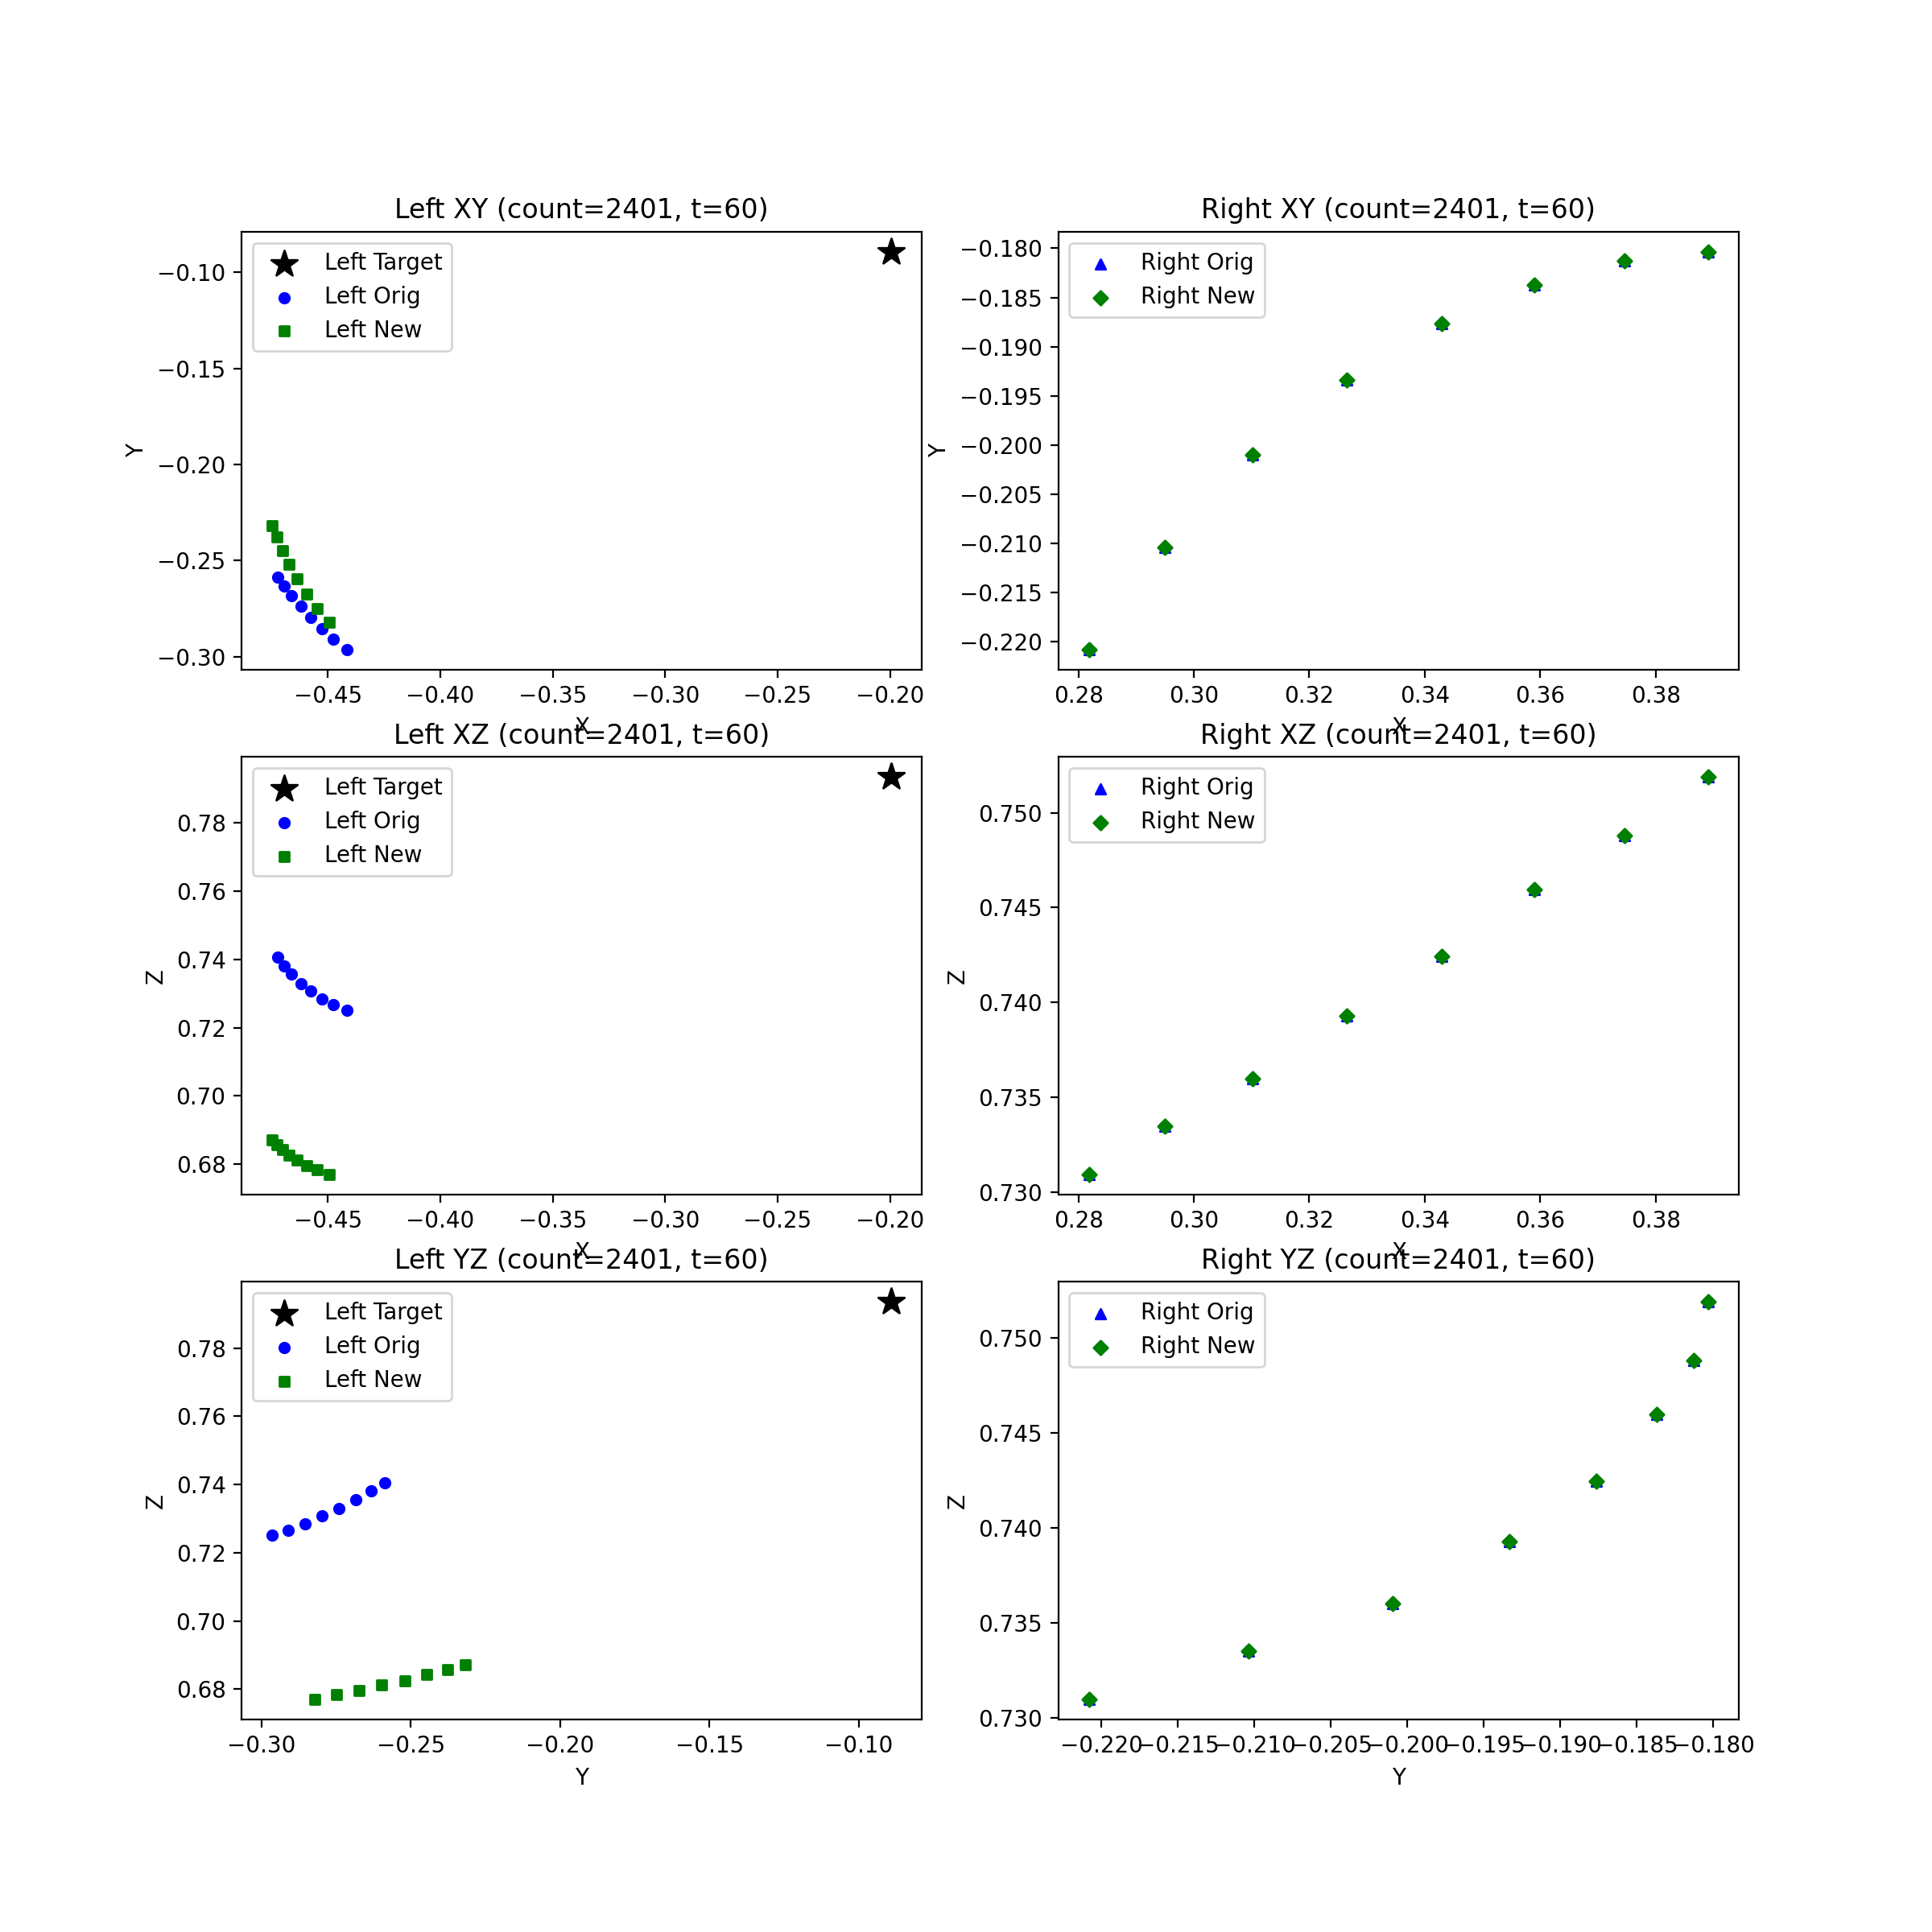 Left XY (count=2401, t=60)
Left Target
Left Orig
Left New
−0.10
−0.15
−0.20
−0.25
−0.30
Y
−0.45 −0.40 −0.35 −0.30 −0.25 −0.20
X
Right XY (count=2401, t=60)
Right Orig
Right New
−0.180
−0.185
−0.190
−0.195
−0.200
−0.205
−0.210
−0.215
−0.220
Y
0.28 0.30 0.32 0.34 0.36 0.38
X
Left XZ (count=2401, t=60)
Left Target
Left Orig
Left New
0.78
0.76
0.74
0.72
0.70
0.68
Z
−0.45 −0.40 −0.35 −0.30 −0.25 −0.20
X
Right XZ (count=2401, t=60)
Right Orig
Right New
0.750
0.745
0.740
0.735
0.730
Z
0.28 0.30 0.32 0.34 0.36 0.38
X
Left YZ (count=2401, t=60)
Left Target
Left Orig
Left New
0.78
0.76
0.74
0.72
0.70
0.68
Z
−0.30 −0.25 −0.20 −0.15 −0.10
Y
Right YZ (count=2401, t=60)
Right Orig
Right New
0.750
0.745
0.740
0.735
0.730
Z
−0.220 −0.215 −0.210 −0.205 −0.200 −0.195 −0.190 −0.185 −0.180
Y